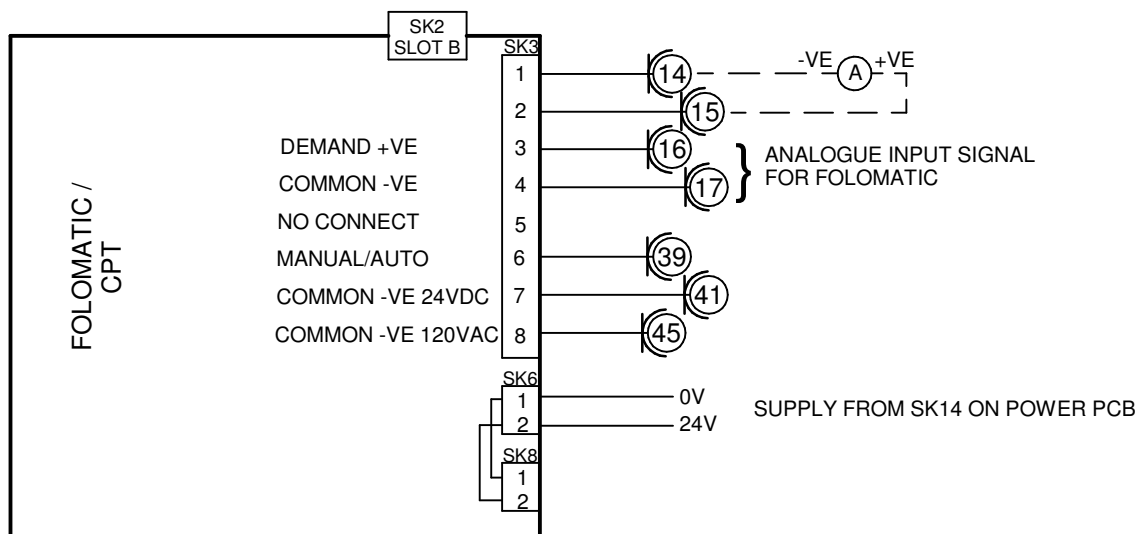 SK2
SLOT B
SK3
1
14
-VE
A
+VE
2
15
DEMAND +VE
3
16
ANALOGUE INPUT SIGNAL
FOR FOLOMATIC
COMMON -VE
4
17
NO CONNECT
5
MANUAL/AUTO
6
39
COMMON -VE 24VDC
7
41
COMMON -VE 120VAC
8
45
FOLOMATIC /
CPT
SK6
1
0V
2
24V
SUPPLY FROM SK14 ON POWER PCB
SK8
1
2